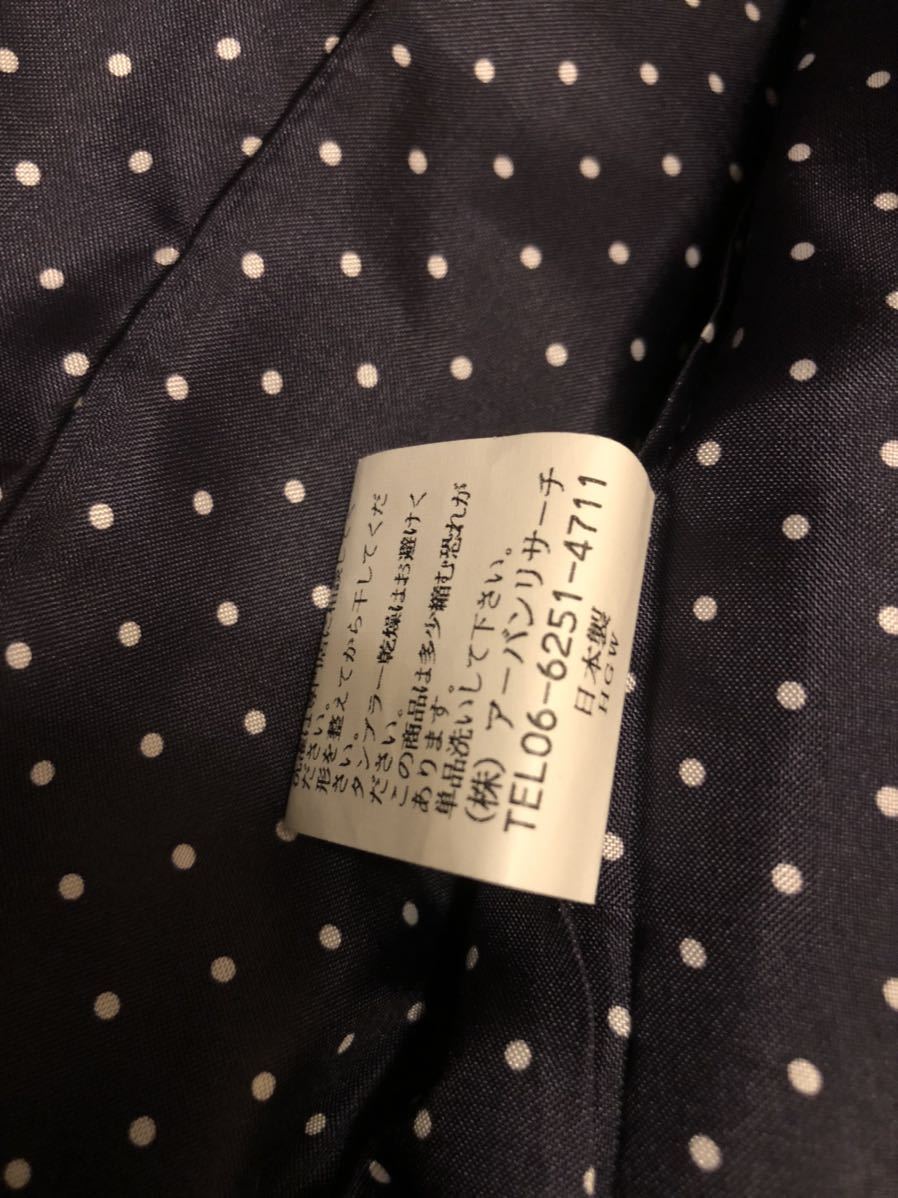 ださい。
形を整えてから干してくだ
さい。
タンブラー乾燥はお避けく
ださい。
この商品は多少縮む恐れが
あります。
単品洗いして下さい。
(株)アーバンリサーチ
TEL06-6251-4711
日本製
HGW